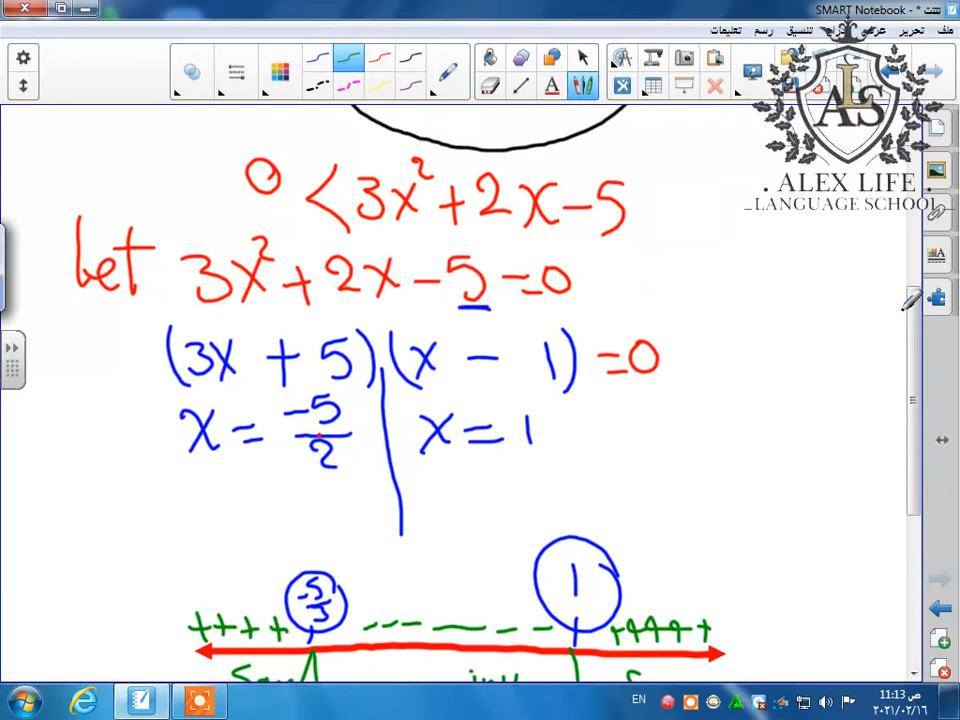 تتت * - SMART Notebook
ملف تحرير عرض إدراج تنسيق رسم تعليمات
ALS
. ALEX LIFE .
LANGUAGE SCHOOL
0 < 3x² + 2x - 5
Let 3x² + 2x - 5 = 0
(3x + 5) (x - 1) = 0
x = -5/2 x = 1
-5/3 1
++++ --- — - - +++++
EN
11:13 ص
٢٠٢١/٠٢/١٦